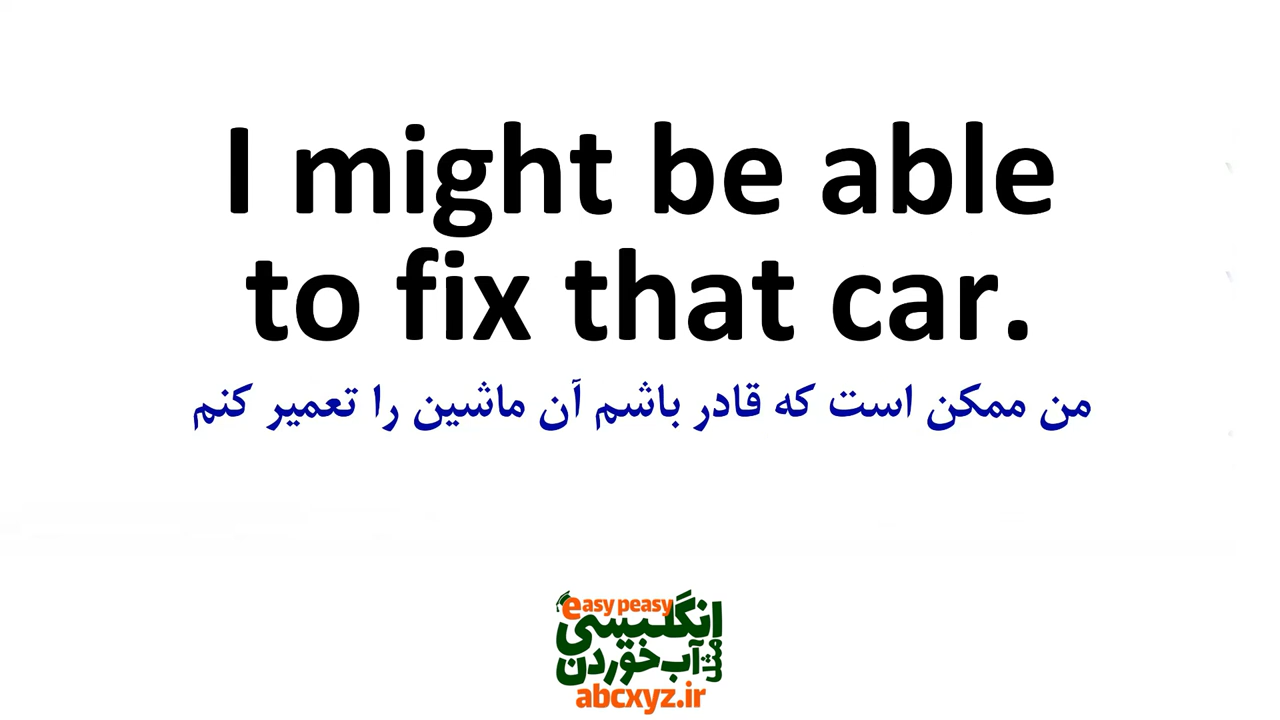 I might be able
to fix that car.
من ممکن است که قادر باشم آن ماشین را تعمیر کنم
easy peasy
انگلیسی
مثل
آب خوردن
abcxyz.ir